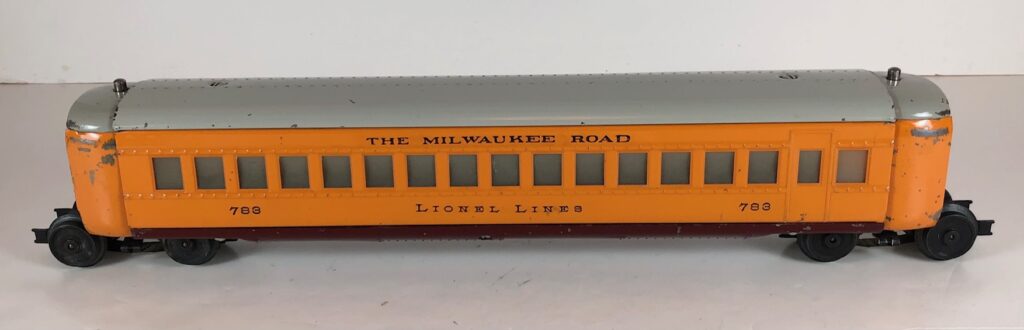 THE MILWAUKEE ROAD
783 LIONEL LINES 783